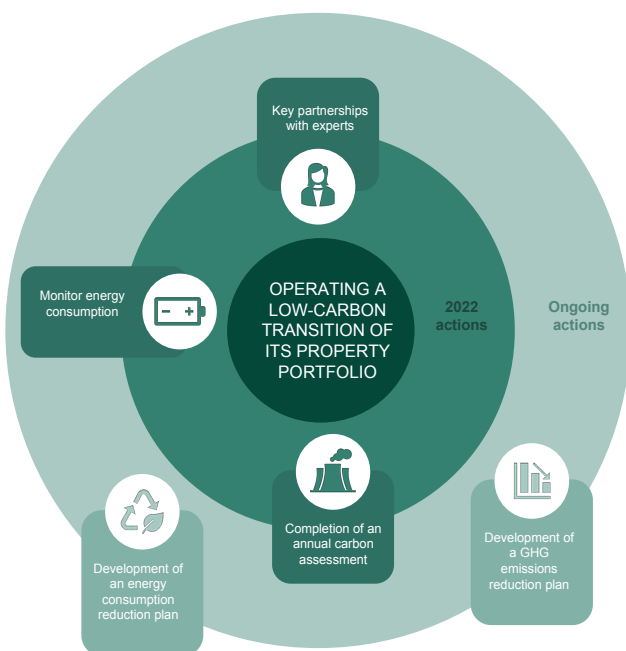 Key partnerships
with experts
Monitor energy
consumption
OPERATING A
LOW-CARBON
TRANSITION OF
ITS PROPERTY
PORTFOLIO
2022
actions
Ongoing
actions
Completion of an
annual carbon
assessment
Development of
an energy
consumption
reduction plan
Development of
a GHG
emissions
reduction plan